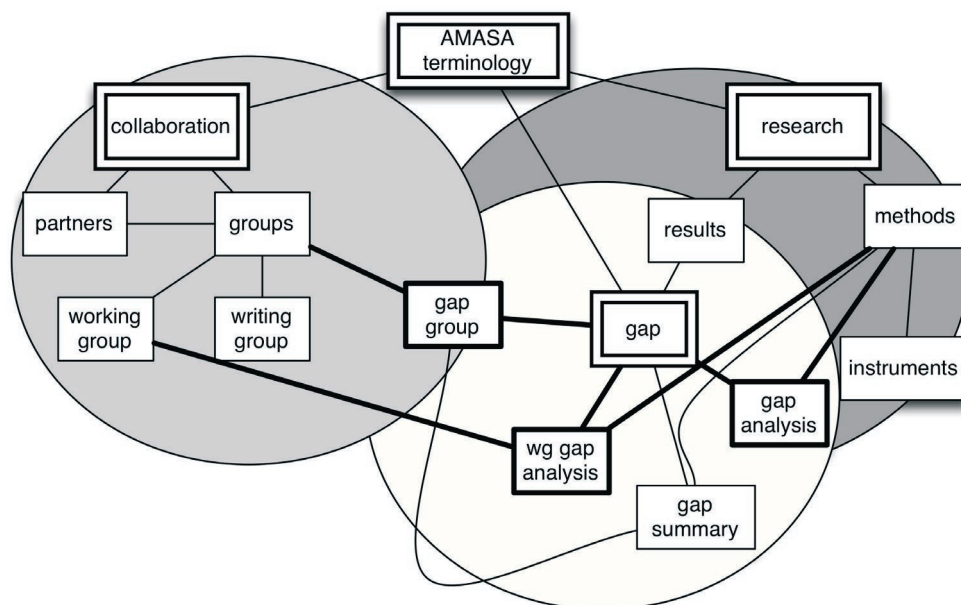 AMASA
terminology
collaboration
research
partners
groups
results
methods
working
group
writing
group
gap
group
gap
instruments
wg gap
analysis
gap
analysis
gap
summary